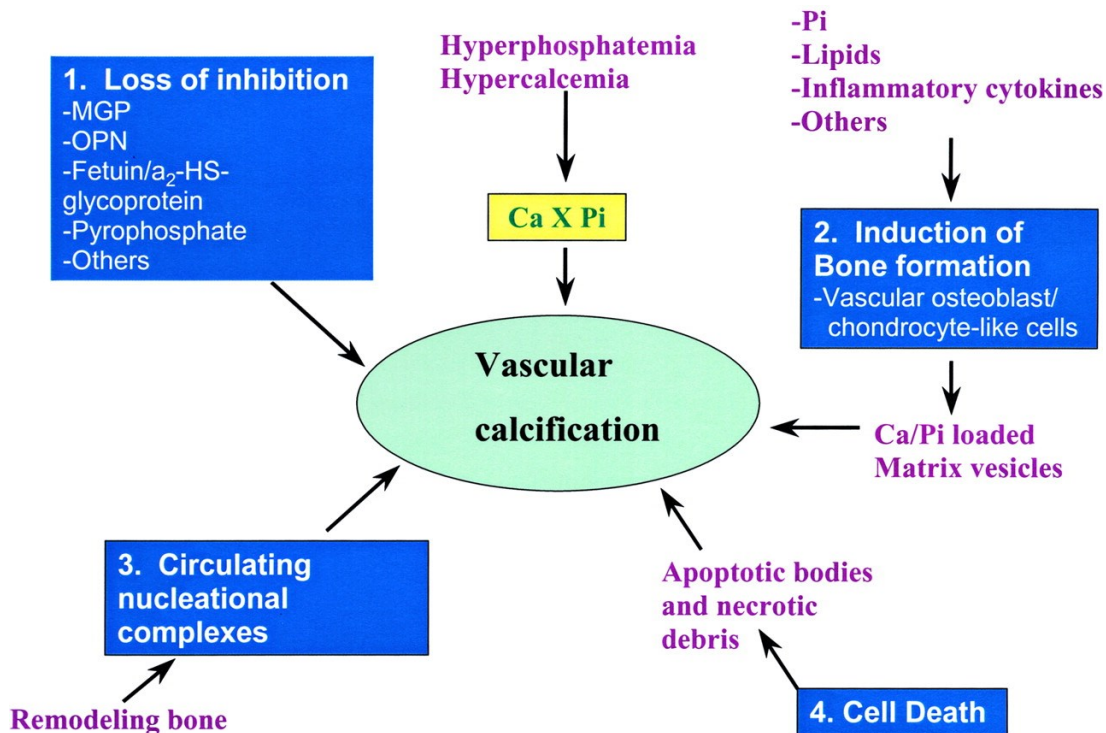 1. Loss of inhibition
-MGP
-OPN
-Fetuin/a₂-HS-
glycoprotein
-Pyrophosphate
-Others
Hyperphosphatemia
Hypercalcemia
Ca X Pi
-Pi
-Lipids
-Inflammatory cytokines
-Others
2. Induction of
Bone formation
-Vascular osteoblast/
chondrocyte-like cells
Ca/Pi loaded
Matrix vesicles
Vascular
calcification
3. Circulating
nucleational
complexes
Remodeling bone
Apoptotic bodies
and necrotic
debris
4. Cell Death